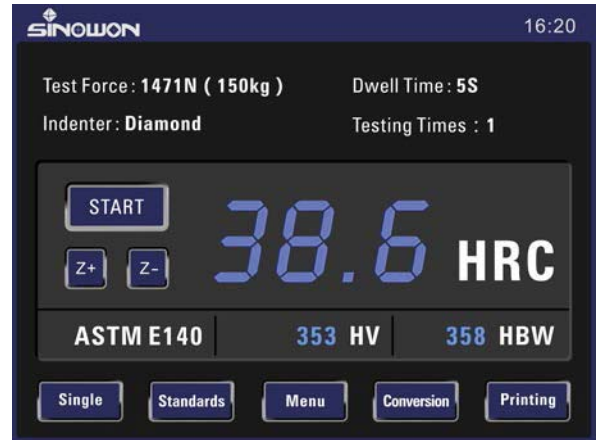 SINOWON 16:20
Test Force : 1471N ( 150kg ) Dwell Time : 5S
Indenter : Diamond Testing Times : 1
START
38.6 HRC
Z+ Z-
ASTM E140 353 HV 358 HBW
Single Standards Menu Conversion Printing